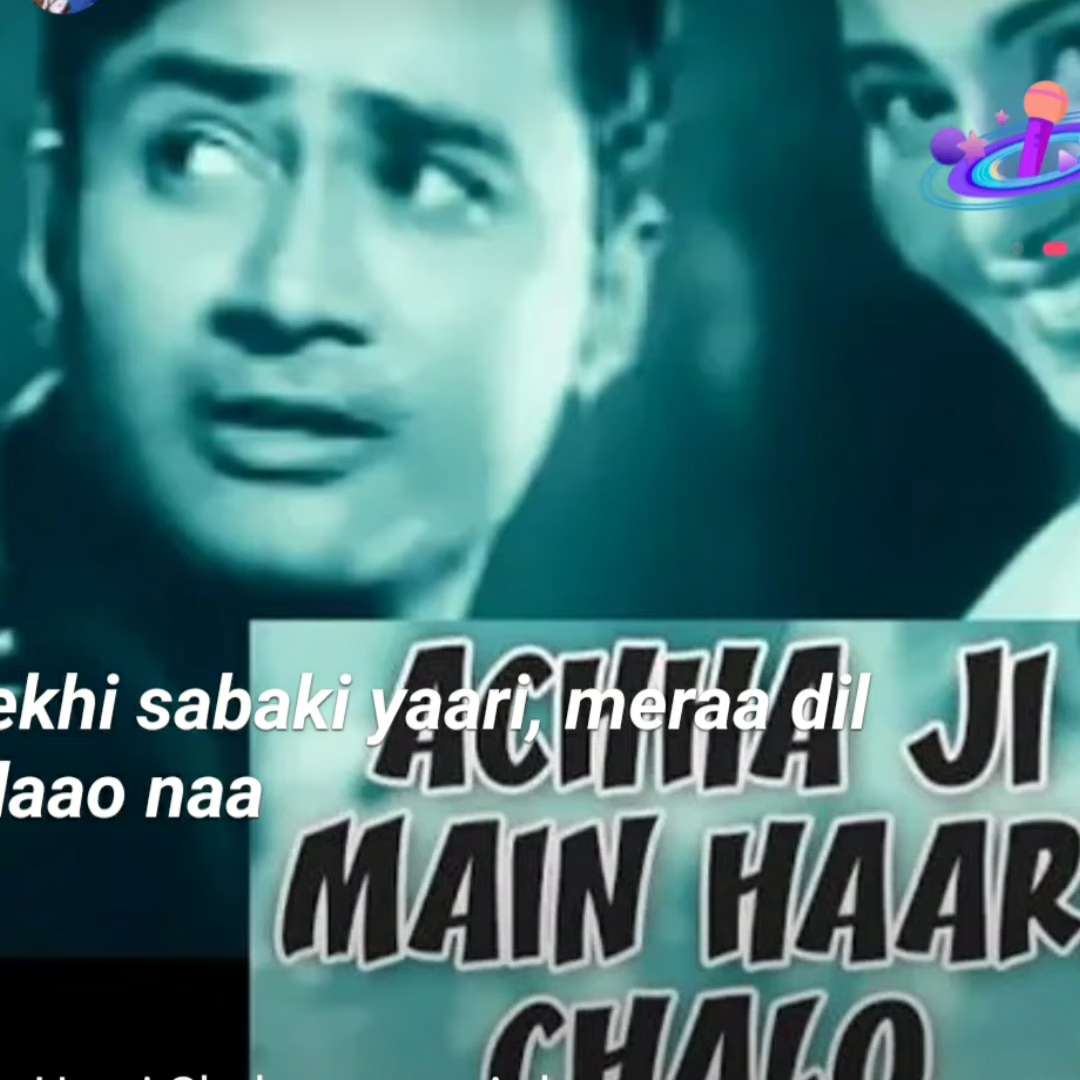 ekhi sabaki yaari, meraa dil
laao naa
ACHHA JI
MAIN HAAR
CHALO